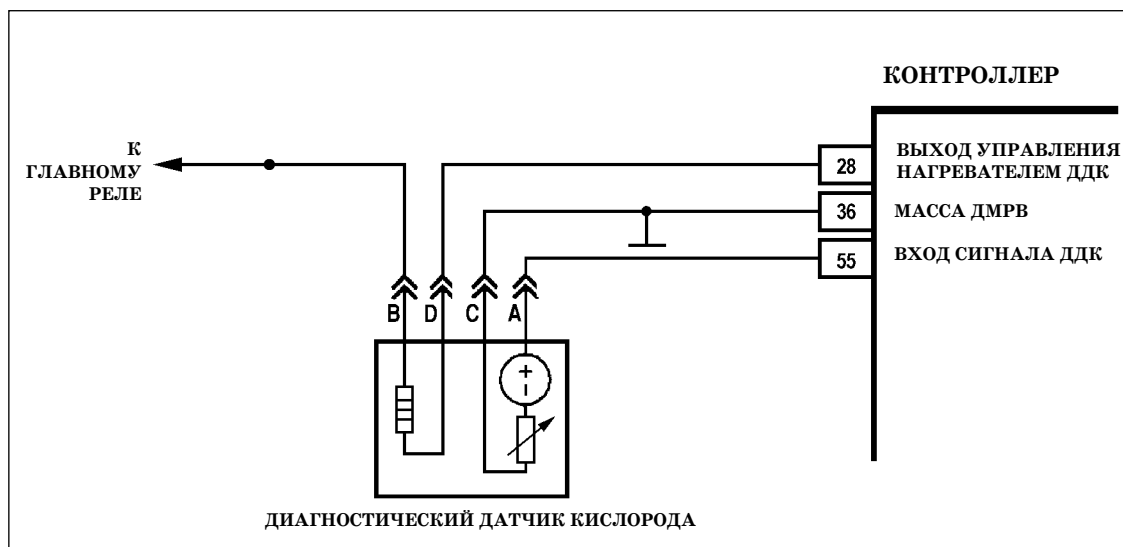 КОНТРОЛЛЕР
К
ГЛАВНОМУ
РЕЛЕ
28
ВЫХОД УПРАВЛЕНИЯ
НАГРЕВАТЕЛЕМ ДДК
36
МАССА ДМРВ
55
ВХОД СИГНАЛА ДДК
B D C A
ДИАГНОСТИЧЕСКИЙ ДАТЧИК КИСЛОРОДА